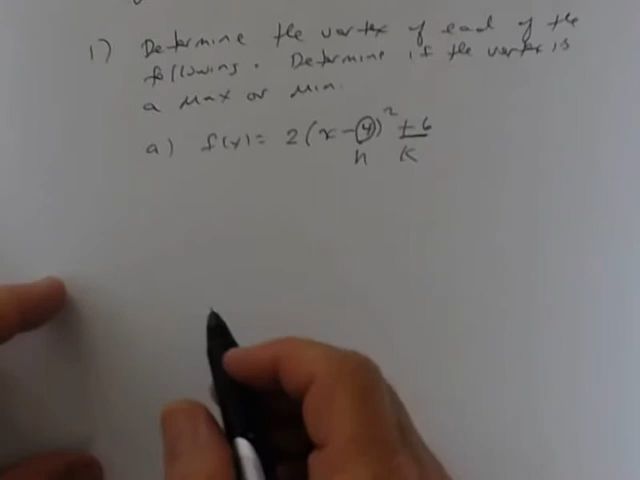 1) Determine the vertex of each of the
following. Determine if the vertex is
a Max or Min.
a) f(x) = 2(x - 4)² + 6
h K